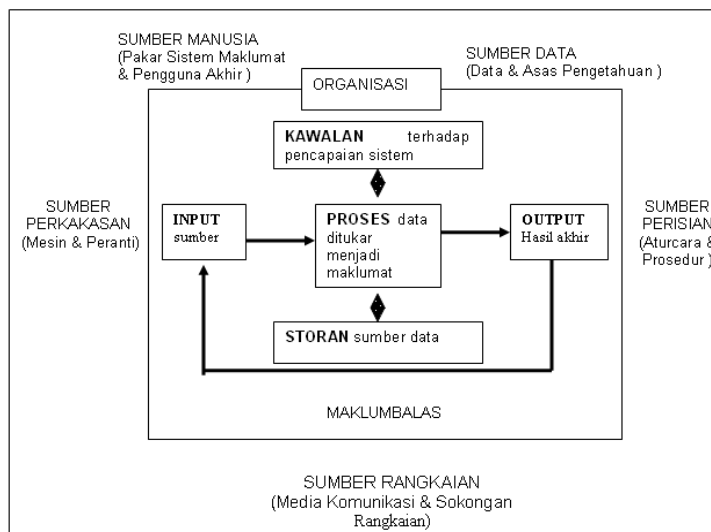 SUMBER MANUSIA
(Pakar Sistem Maklumat
& Pengguna Akhir )
SUMBER DATA
(Data & Asas Pengetahuan )
ORGANISASI
KAWALAN terhadap
pencapaian sistem
SUMBER
PERKAKASAN
(Mesin & Peranti)
INPUT
sumber
PROSES data
ditukar
menjadi
maklumat
OUTPUT
Hasil akhir
SUMBER
PERISIAN
(Aturcara &
Prosedur )
STORAN sumber data
MAKLUMBALAS
SUMBER RANGKAIAN
(Media Komunikasi & Sokongan
Rangkaian)